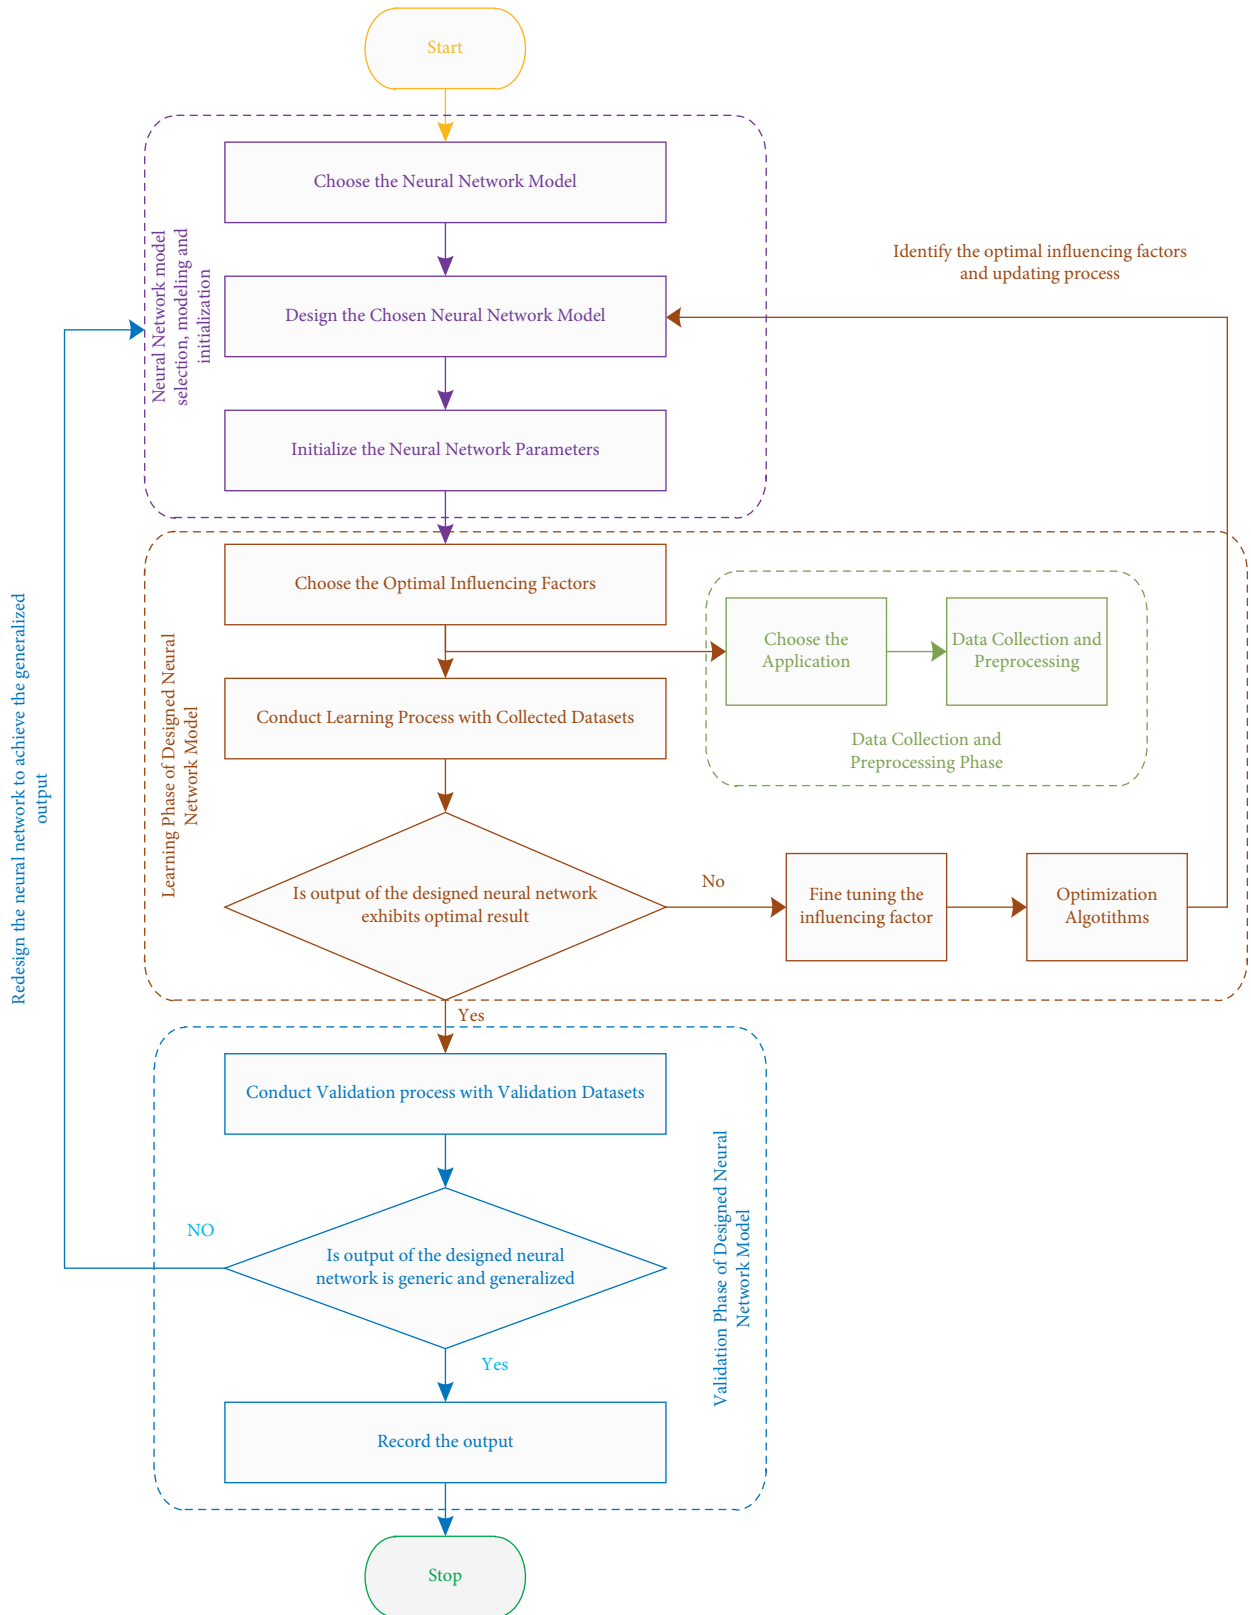 Start
Choose the Neural Network Model
Neural Network model
selection, modeling and
initialization
Identify the optimal influencing factors
and updating process
Design the Chosen Neural Network Model
Initialize the Neural Network Parameters
Choose the Optimal Influencing Factors
Choose the
Application
Data Collection and
Preprocessing
Conduct Learning Process with Collected Datasets
Data Collection and
Preprocessing Phase
Learning Phase of Designed Neural
Network Model
Redesign the neural network to achieve the generalized
output
Is output of the designed neural network
exhibits optimal result
No
Fine tuning the
influencing factor
Optimization
Algotithms
Yes
Conduct Validation process with Validation Datasets
Validation Phase of Designed Neural
Network Model
NO
Is output of the designed neural
network is generic and generalized
Yes
Record the output
Stop